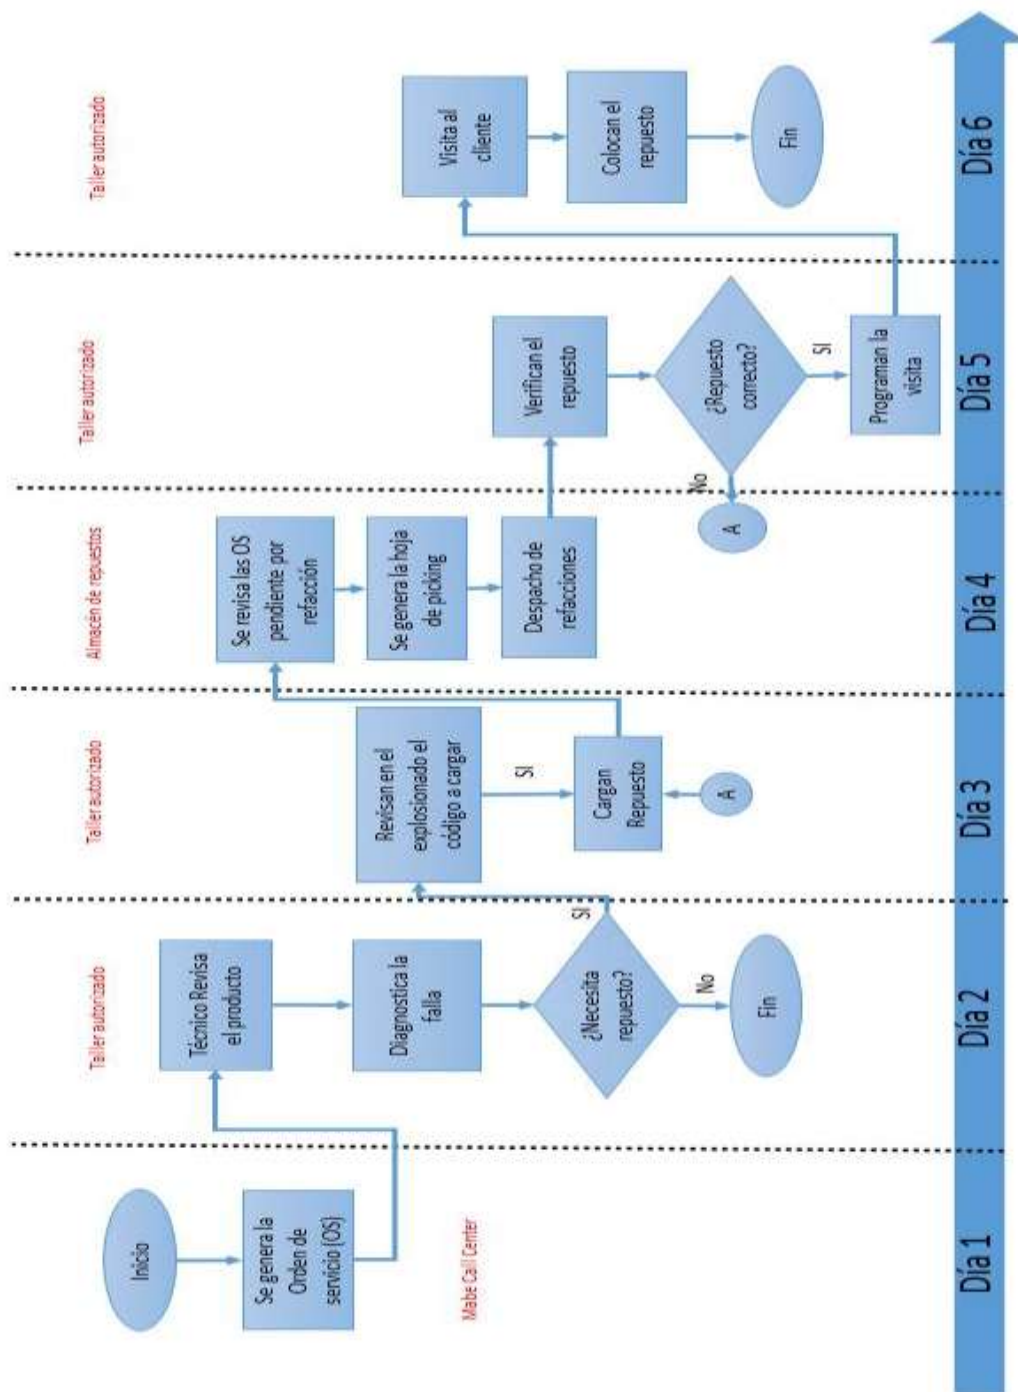 Inicio
Se genera la
Orden de
servicio (OS)
Mabe Call Center
Día 1
Taller autorizado
Técnico Revisa
el producto
Diagnostica la
falla
¿Necesita
repuesto?
SI
No
Fin
Día 2
Taller autorizado
Revisan en el
explosionado el
código a cargar
SI
Cargan
Repuesto
A
Día 3
Almacén de repuestos
Se revisa las OS
pendiente por
refacción
Se genera la hoja
de picking
Despacho de
refacciones
A
Día 4
Taller autorizado
Verifican el
repuesto
¿Repuesto
correcto?
No
SI
Programan la
visita
Día 5
Taller autorizado
Visita al
cliente
Colocan el
repuesto
Fin
Día 6